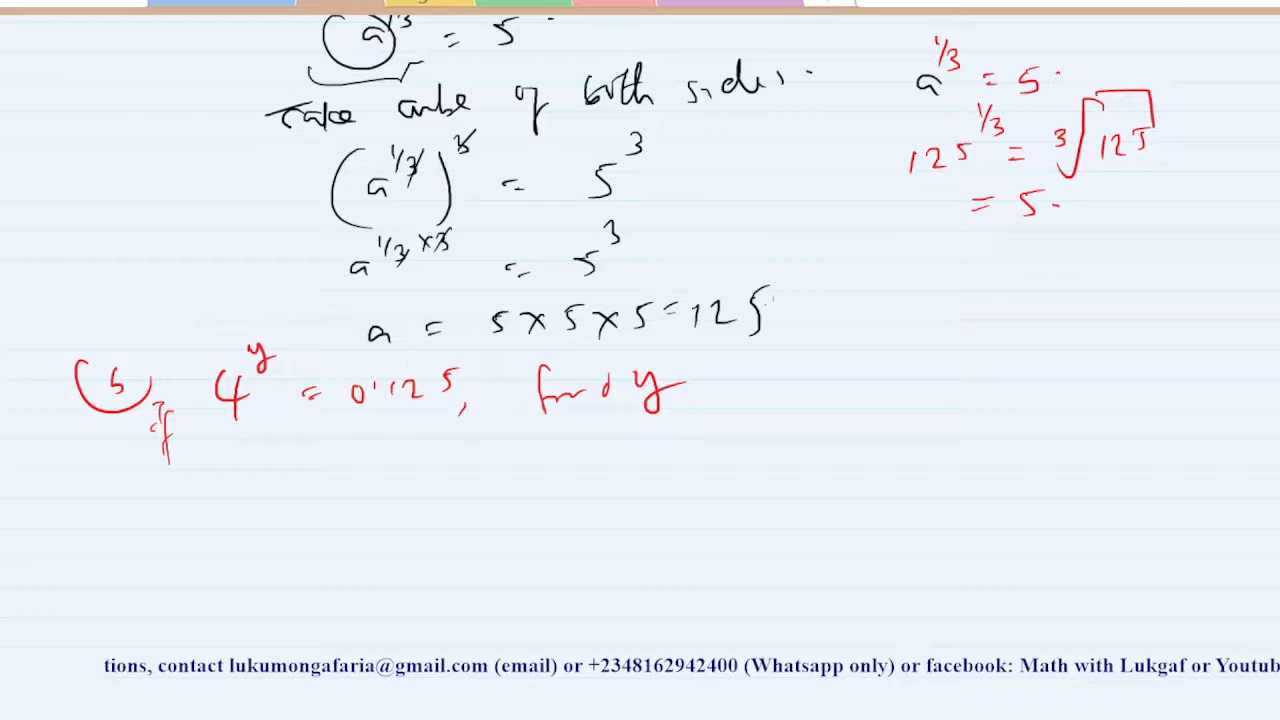 a^1/3 = 5.
Take cube of both sides.
(a^1/3)^3 = 5^3
a^1/3 x 3 = 5^3
a = 5 x 5 x 5 = 125
a^1/3 = 5.
125^1/3 = ³√125
= 5.
5 If 4^y = 0.125, find y
tions, contact lukumongafaria@gmail.com (email) or +2348162942400 (Whatsapp only) or facebook: Math with Lukgaf or Youtub